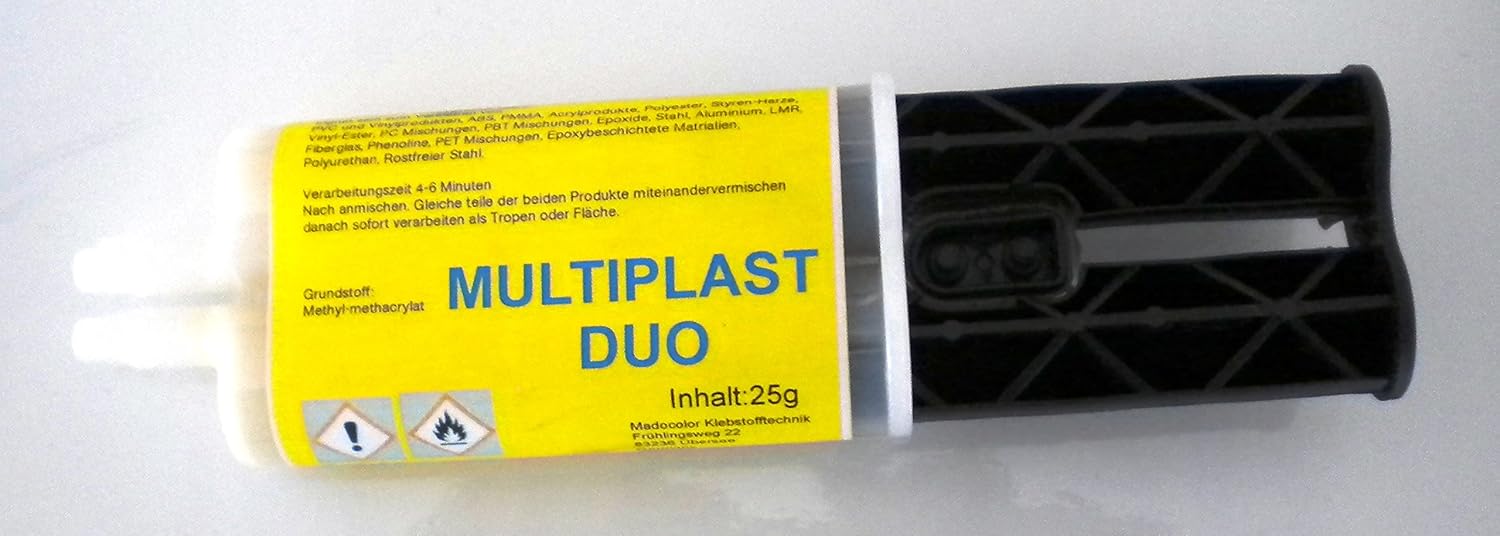 PVC und Vinylprodukten, ABS, PMMA, Acrylprodukte, Polyester, Styren-Harze,
Vinyl-Ester, PC Mischungen, PBT Mischungen, Epoxide, Stahl, Aluminium, LMR,
Fiberglas, Phenoline, PET Mischungen, Epoxybeschichtete Matrialien,
Polyurethan, Rostfreier Stahl.
Verarbeitungszeit 4-6 Minuten
Nach anmischen. Gleiche teile der beiden Produkte miteinandervermischen
danach sofort verarbeiten als Tropen oder Fläche.
Grundstoff:
Methyl-methacrylat
MULTIPLAST
DUO
Inhalt:25g
Madocolor Klebstofftechnik
Frühlingsweg 22
83236 Übersee